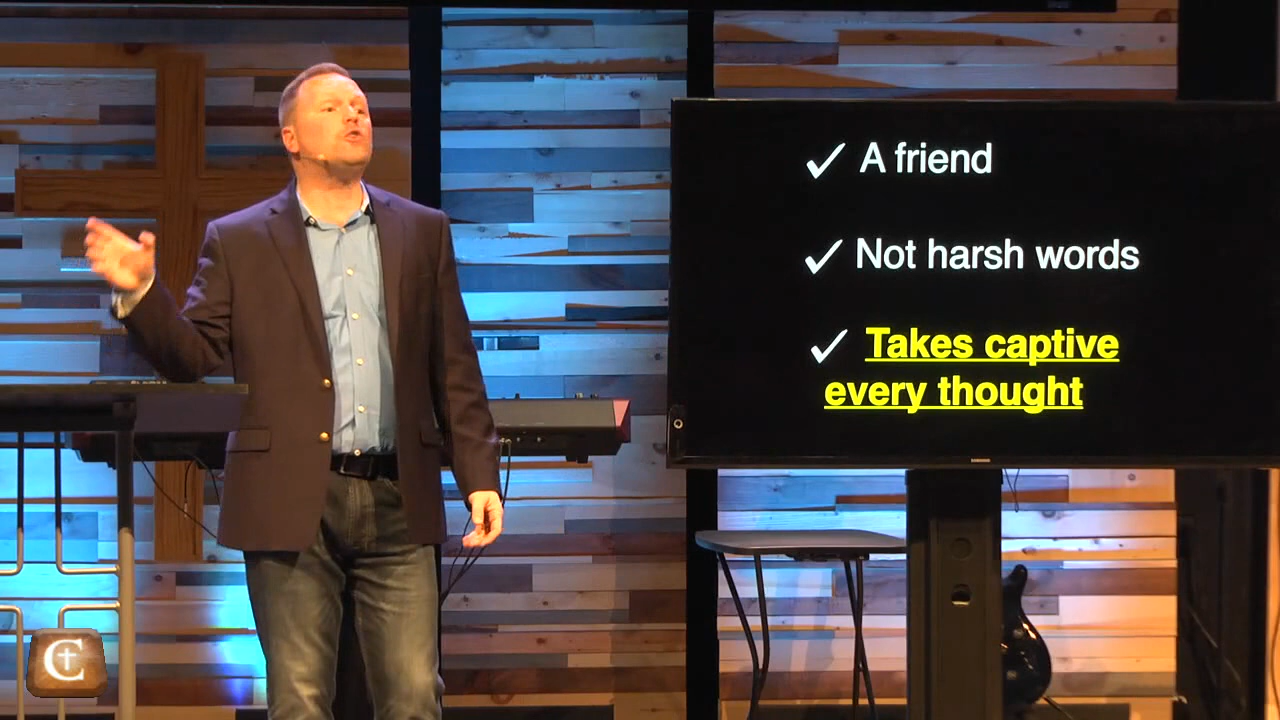 ✓ A friend
✓ Not harsh words
✓ Takes captive
every thought
C